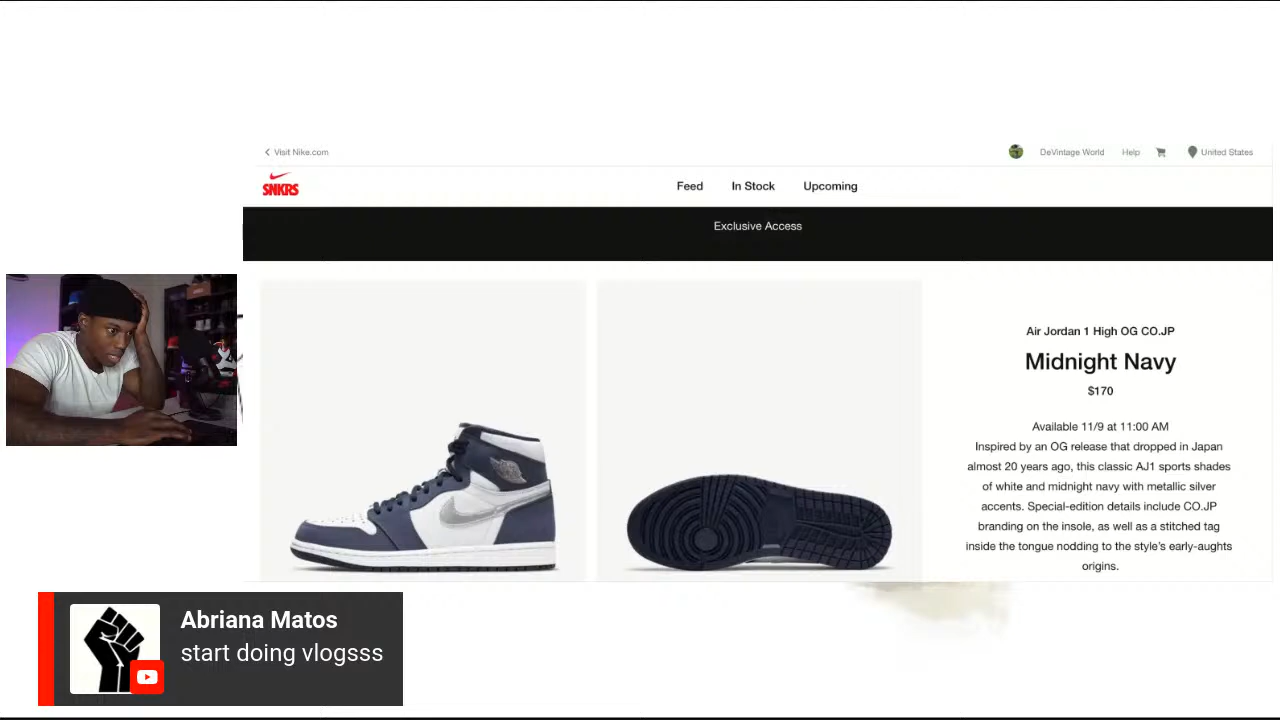 Visit Nike.com
DeVintage World
Help
United States
SNKRS
Feed
In Stock
Upcoming
Exclusive Access
Air Jordan 1 High OG CO.JP
Midnight Navy
$170
Available 11/9 at 11:00 AM
Inspired by an OG release that dropped in Japan
almost 20 years ago, this classic AJ1 sports shades
of white and midnight navy with metallic silver
accents. Special-edition details include CO.JP
branding on the insole, as well as a stitched tag
inside the tongue nodding to the style's early-aughts
origins.
Abriana Matos
start doing vlogsss